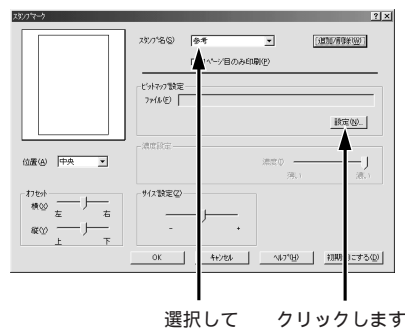 スタンプマーク
スタンプ名(S) 参考 追加/削除(W)...
1ページ目のみ印刷(P)
ビットマップ設定
ファイル(F)
設定(N)...
位置(A) 中央
濃度設定
濃度(I)
薄い 濃い
オフセット
横(X)
左 右
縦(Y)
上 下
サイズ設定(Z)
- +
OK キャンセル ヘルプ(H) 初期値にする(D)
選択して クリックします